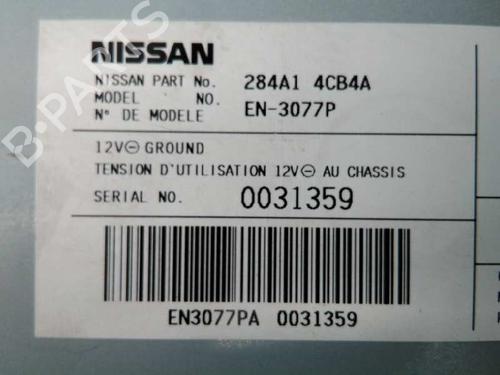 NISSAN
NISSAN PART No. 284A1 4CB4A
MODEL NO. EN-3077P
N° DE MODELE
12V⊖ GROUND
TENSION D'UTILISATION 12V⊖ AU CHASSIS
SERIAL NO. 0031359
EN3077PA 0031359